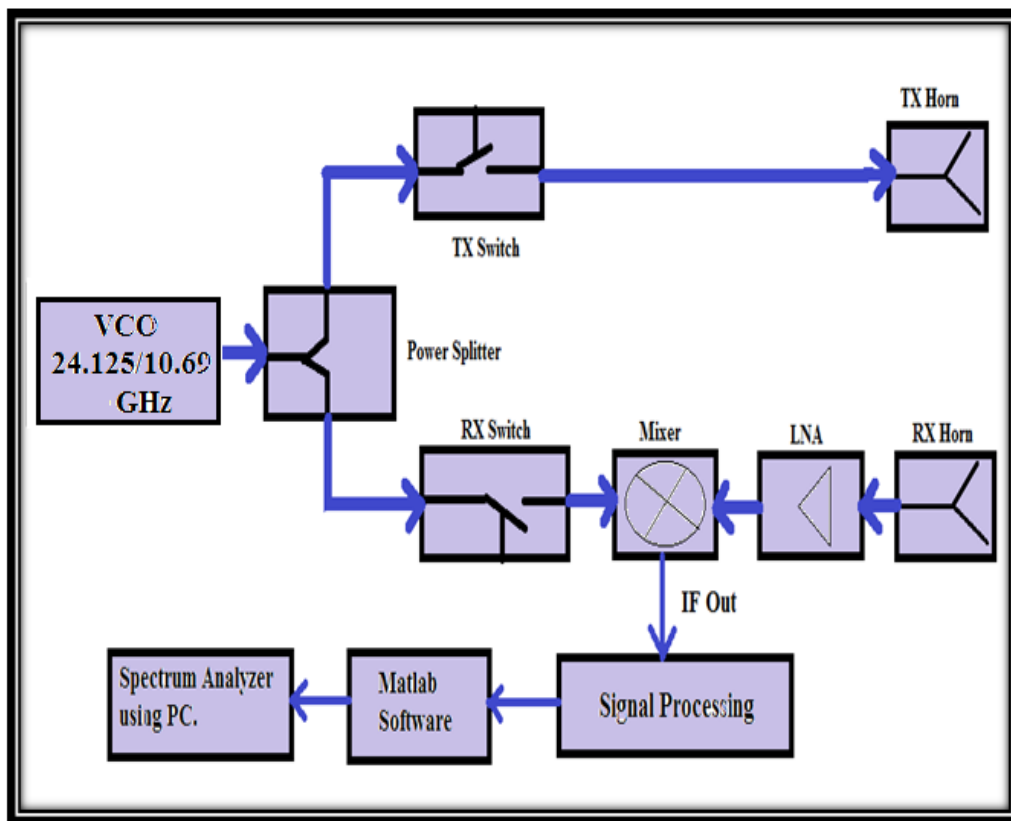 TX Horn
TX Switch
VCO
24.125/10.69
GHz
Power Splitter
RX Switch
Mixer
LNA
RX Horn
IF Out
Spectrum Analyzer
using PC.
Matlab
Software
Signal Processing